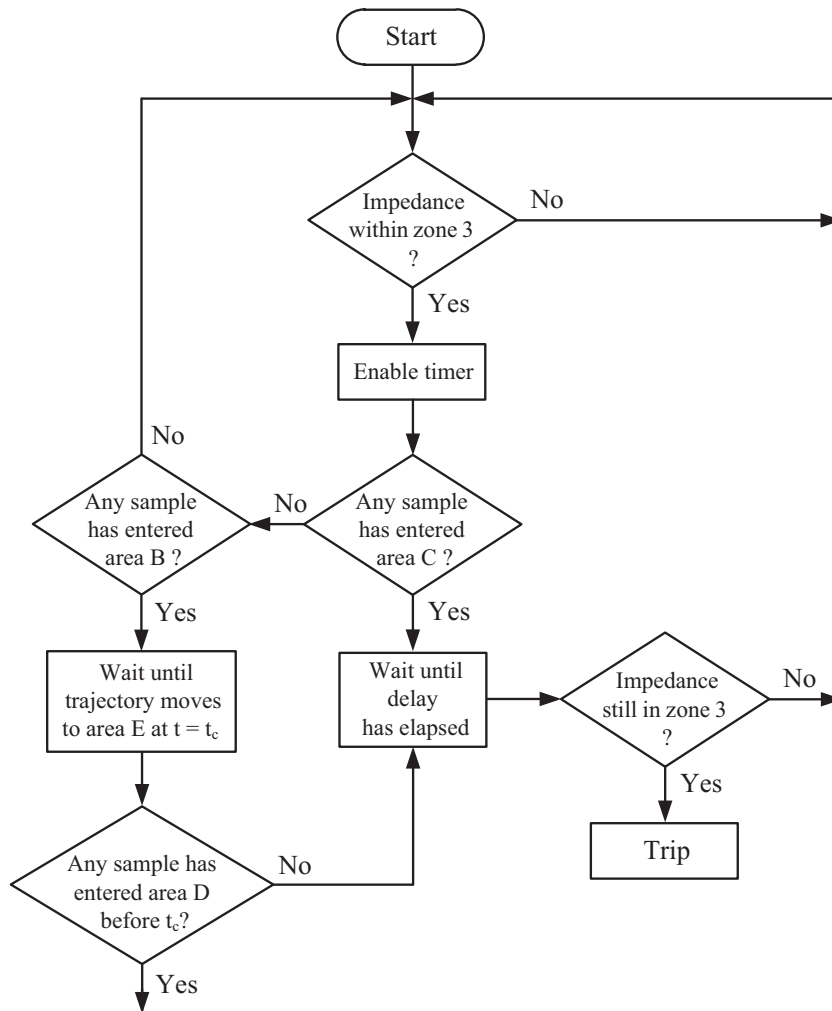 Start
Impedance
within zone 3
?
No
Yes
Enable timer
No
Any sample
has entered
area B ?
No
Any sample
has entered
area C ?
Yes
Yes
Wait until
trajectory moves
to area E at t = tc
Wait until
delay
has elapsed
Impedance
still in zone 3
?
No
Yes
Trip
Any sample has
entered area D
before tc?
No
Yes